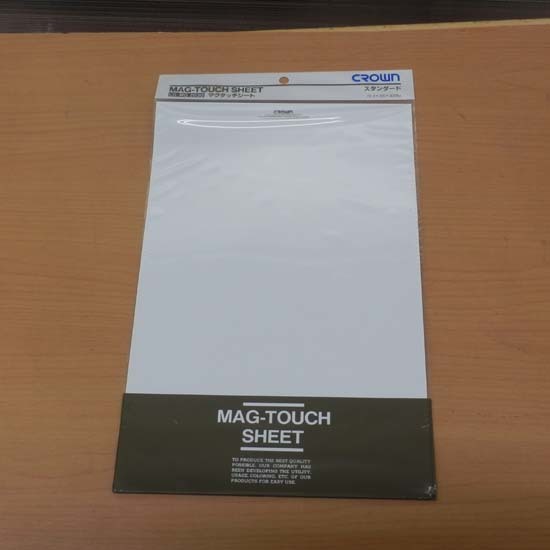 MAG-TOUCH SHEET
CROWN
マグタッチシート
スタンダード
CROWN
MAG-TOUCH
SHEET
TO PRODUCE THE BEST QUALITY
POSSIBLE, OUR COMPANY HAS
BEEN DEVELOPING THE UTILITY,
USAGE, COLORING, ETC. OF OUR
PRODUCTS FOR EASY USE.